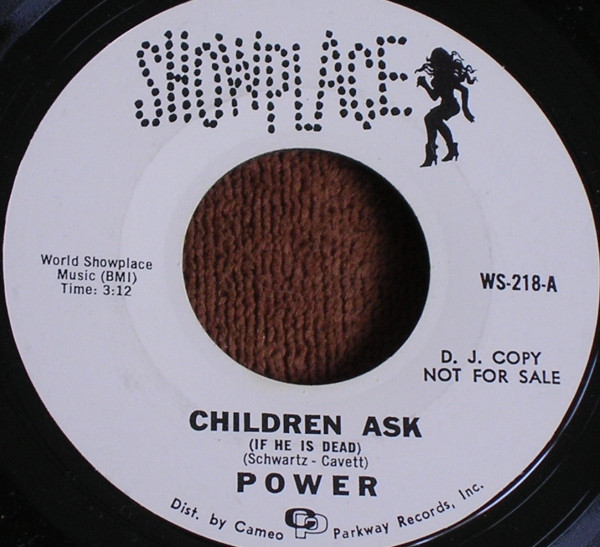 SHOWPLACE
World Showplace
Music (BMI)
Time: 3:12
WS-218-A
D. J. COPY
NOT FOR SALE
CHILDREN ASK
(IF HE IS DEAD)
(Schwartz - Cavett)
POWER
Dist. by Cameo CP Parkway Records, Inc.